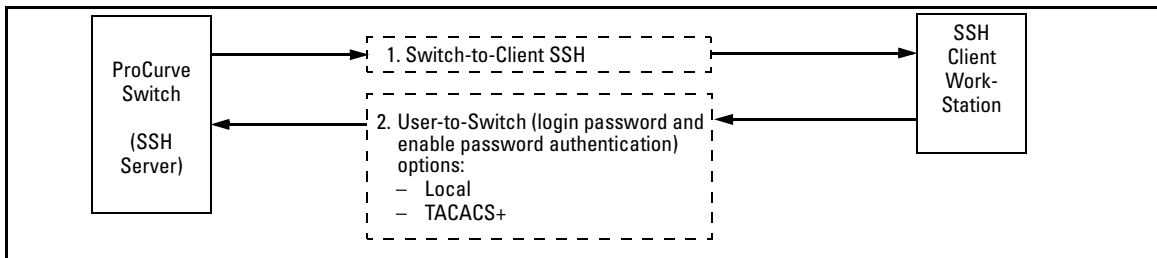 ProCurve
Switch
(SSH
Server)
1. Switch-to-Client SSH
2. User-to-Switch (login password and
enable password authentication)
options:
– Local
– TACACS+
SSH
Client
Work-
Station